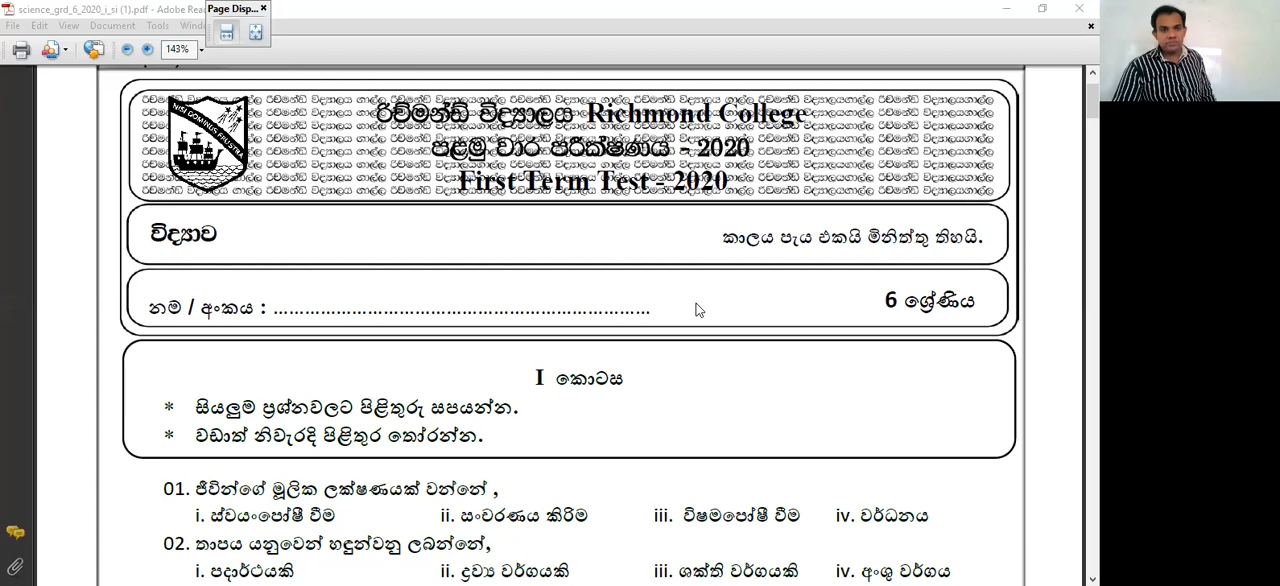 science_grd_6_2020_i_si (1).pdf - Adobe Rea
Page Disp...
File Edit View Document Tools Wind
143%
රිච්මන්ඩ් විද්‍යාලය Richmond College
පළමු වාර පරීක්ෂණය - 2020
First Term Test - 2020
විද්‍යාව
කාලය පැය එකයි මිනිත්තු තිහයි.
නම / අංකය : ....................................................................
6 ශ්‍රේණිය
I කොටස
* සියලුම ප්‍රශ්නවලට පිළිතුරු සපයන්න.
* වඩාත් නිවැරදි පිළිතුර තෝරන්න.
01. ජීවින්ගේ මූලික ලක්ෂණයක් වන්නේ ,
i. ස්වයංපෝෂී වීම ii. සංචරණය කිරිම iii. විෂමපෝෂී වීම iv. වර්ධනය
02. තාපය යනුවෙන් හඳුන්වනු ලබන්නේ,
i. පදාර්ථයකි ii. ද්‍රව්‍ය වර්ගයකි iii. ශක්ති වර්ගයකි iv. අංශු වර්ගය